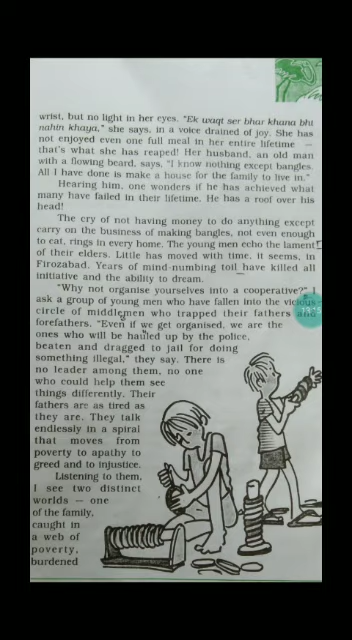 wrist, but no light in her eyes. "Ek waqt ser bhar khana bhi
nahin khaya," she says, in a voice drained of joy. She has
not enjoyed even one full meal in her entire lifetime —
that's what she has reaped! Her husband, an old man
with a flowing beard, says, "I know nothing except bangles.
All I have done is make a house for the family to live in."
Hearing him, one wonders if he has achieved what
many have failed in their lifetime. He has a roof over his
head!
The cry of not having money to do anything except
carry on the business of making bangles, not even enough
to eat, rings in every home. The young men echo the lament
of their elders. Little has moved with time, it seems, in
Firozabad. Years of mind-numbing toil have killed all
initiative and the ability to dream.
"Why not organise yourselves into a cooperative?" I
ask a group of young men who have fallen into the vicious
circle of middlemen who trapped their fathers and
forefathers. "Even if we get organised, we are the
ones who will be hauled up by the police,
beaten and dragged to jail for doing
something illegal," they say. There is
no leader among them, no one
who could help them see
things differently. Their
fathers are as tired as
they are. They talk
endlessly in a spiral
that moves from
poverty to apathy to
greed and to injustice.
Listening to them,
I see two distinct
worlds — one
of the family,
caught in
a web of
poverty,
burdened